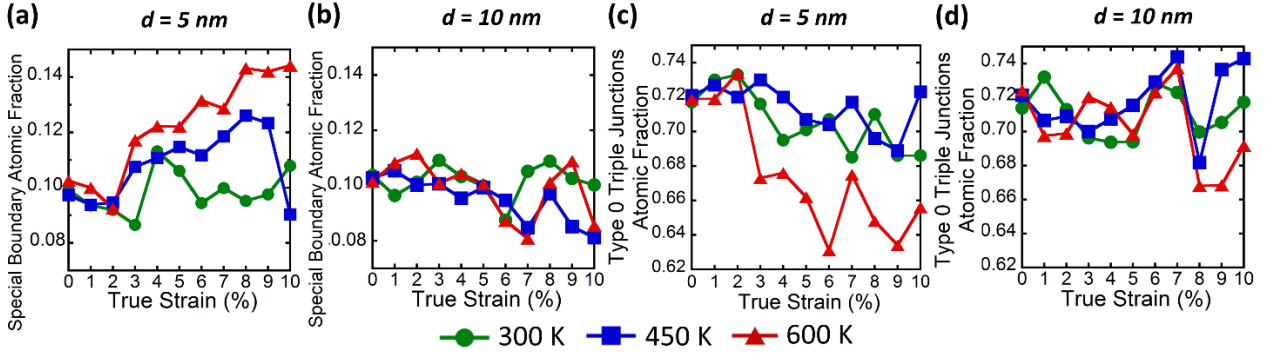 (a)
d = 5 nm
Special Boundary Atomic Fraction
0.14
0.12
0.10
0.08
0 1 2 3 4 5 6 7 8 9 10
True Strain (%)
(b)
d = 10 nm
Special Boundary Atomic Fraction
0.14
0.12
0.10
0.08
0 1 2 3 4 5 6 7 8 9 10
True Strain (%)
(c)
d = 5 nm
Type 0 Triple Junctions
Atomic Fraction
0.74
0.72
0.70
0.68
0.66
0.64
0.62
0 1 2 3 4 5 6 7 8 9 10
True Strain (%)
(d)
d = 10 nm
Type 0 Triple Junctions
Atomic Fraction
0.74
0.72
0.70
0.68
0.66
0.64
0.62
0 1 2 3 4 5 6 7 8 9 10
True Strain (%)
300 K 450 K 600 K